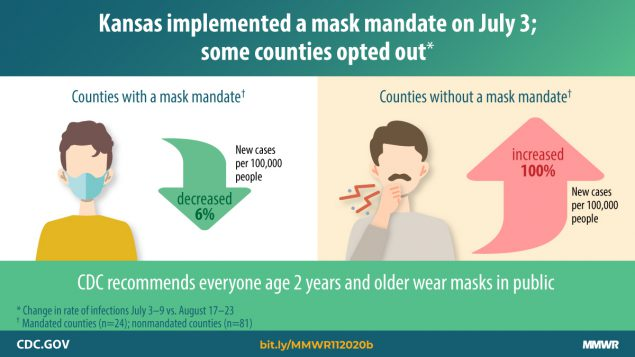 Kansas implemented a mask mandate on July 3;
some counties opted out*
Counties with a mask mandate†
New cases
per 100,000
people
decreased
6%
Counties without a mask mandate†
increased
100%
New cases
per 100,000
people
CDC recommends everyone age 2 years and older wear masks in public
* Change in rate of infections July 3–9 vs. August 17–23
† Mandated counties (n=24); nonmandated counties (n=81)
CDC.GOV
bit.ly/MMWR112020b
MMWR